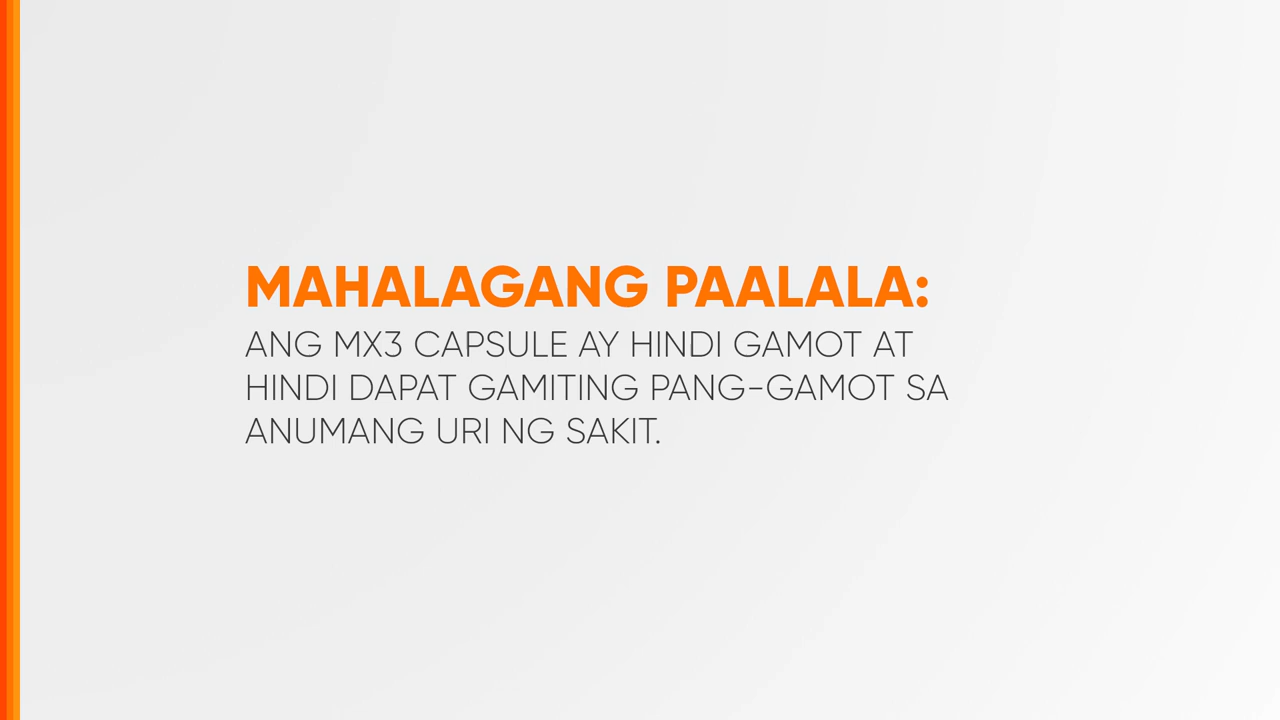 MAHALAGANG PAALALA:
ANG MX3 CAPSULE AY HINDI GAMOT AT
HINDI DAPAT GAMITING PANG-GAMOT SA
ANUMANG URI NG SAKIT.